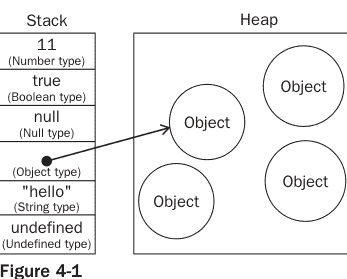 Stack
Heap
11
(Number type)
true
(Boolean type)
null
(Null type)
(Object type)
"hello"
(String type)
undefined
(Undefined type)
Object
Object
Object
Object
Figure 4-1